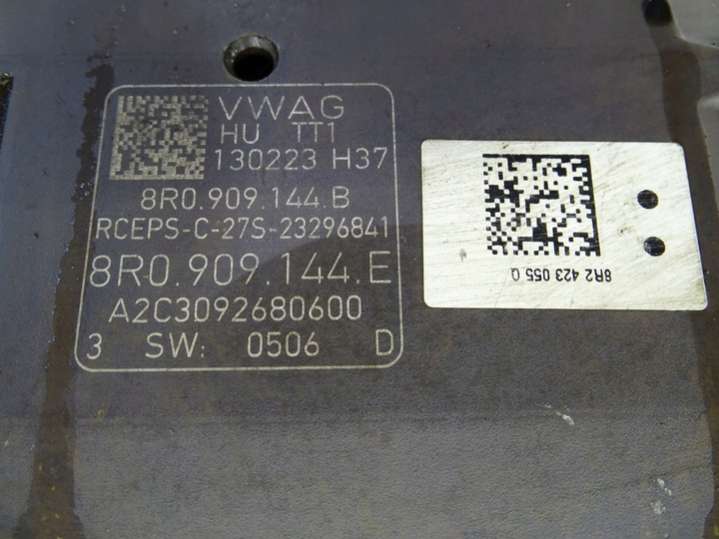 VWAG
HU TT1
130223 H37
8R0.909.144.B
RCEPS-C-27S-23296841
8R0.909.144.E
A2C3092680600
3 SW: 0506 D
8R2 423 055 Q